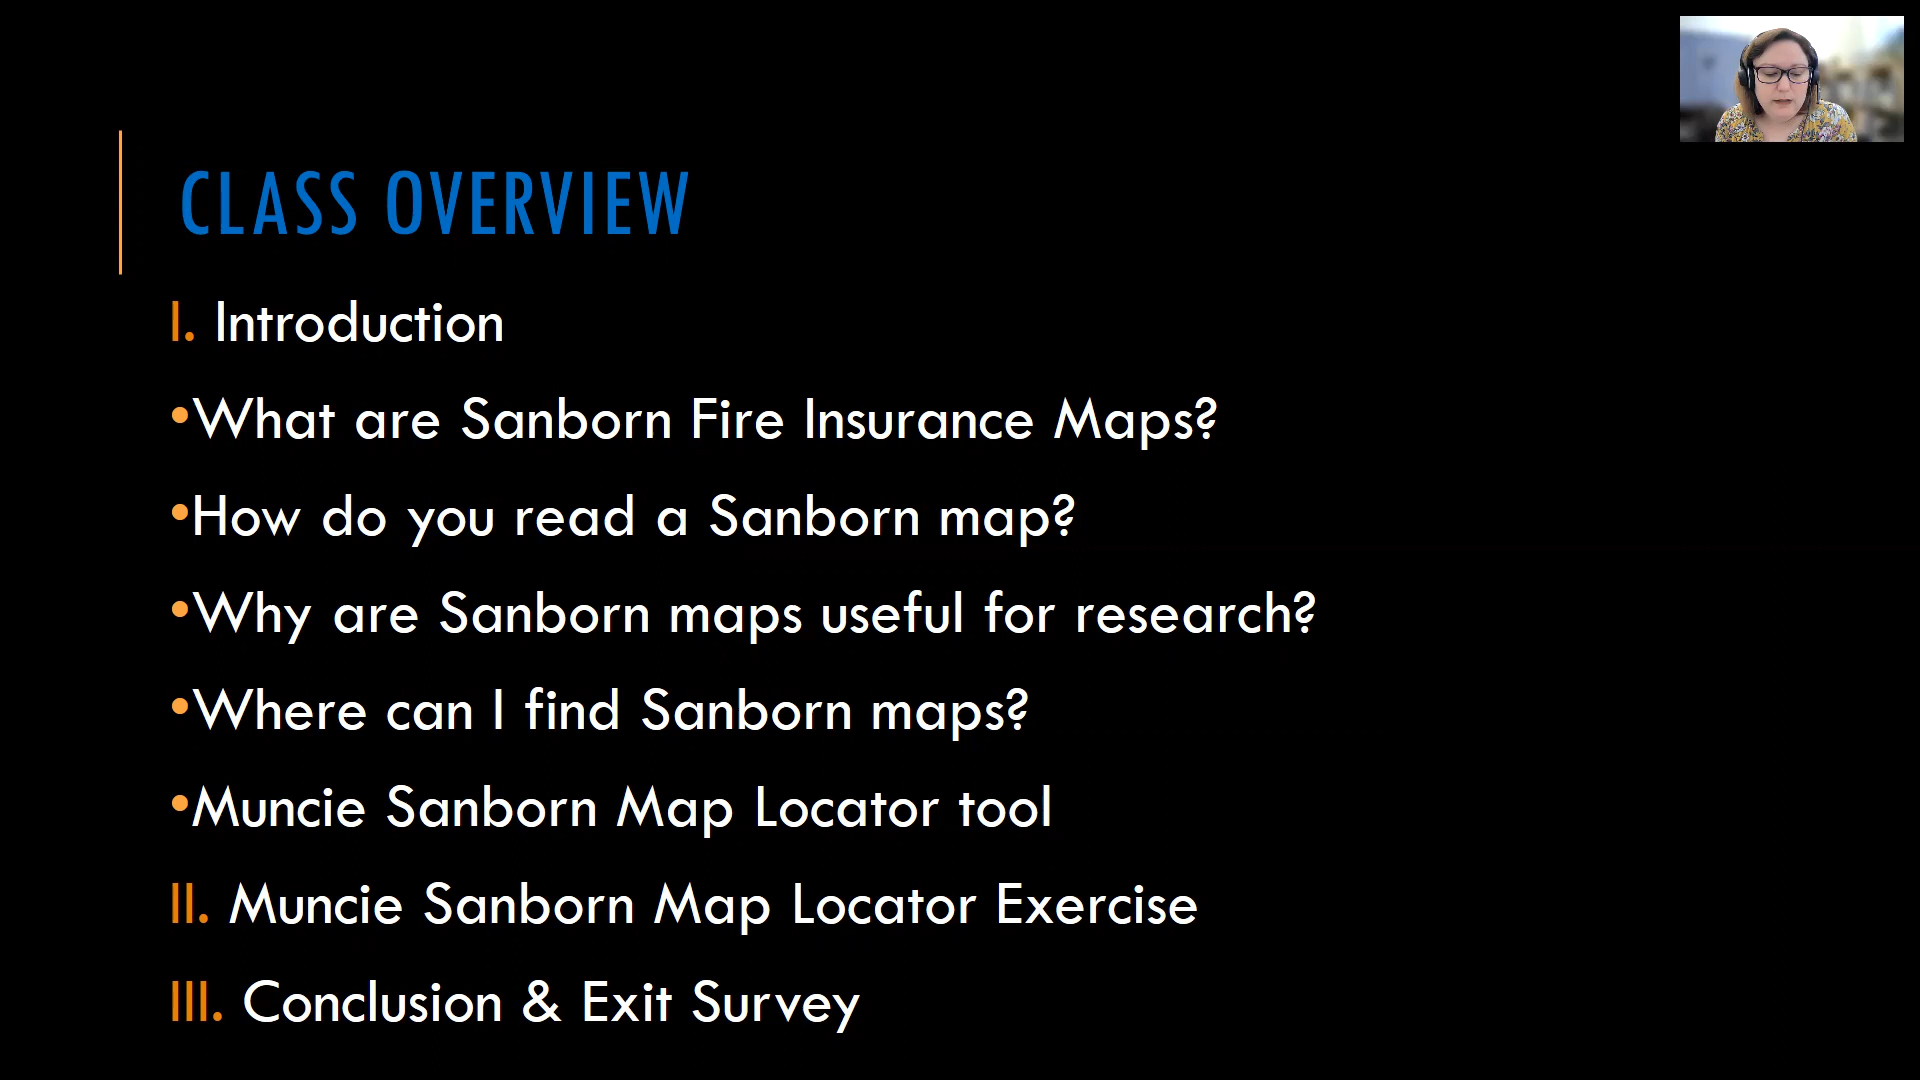 CLASS OVERVIEW
I. Introduction
•What are Sanborn Fire Insurance Maps?
•How do you read a Sanborn map?
•Why are Sanborn maps useful for research?
•Where can I find Sanborn maps?
•Muncie Sanborn Map Locator tool
II. Muncie Sanborn Map Locator Exercise
III. Conclusion & Exit Survey